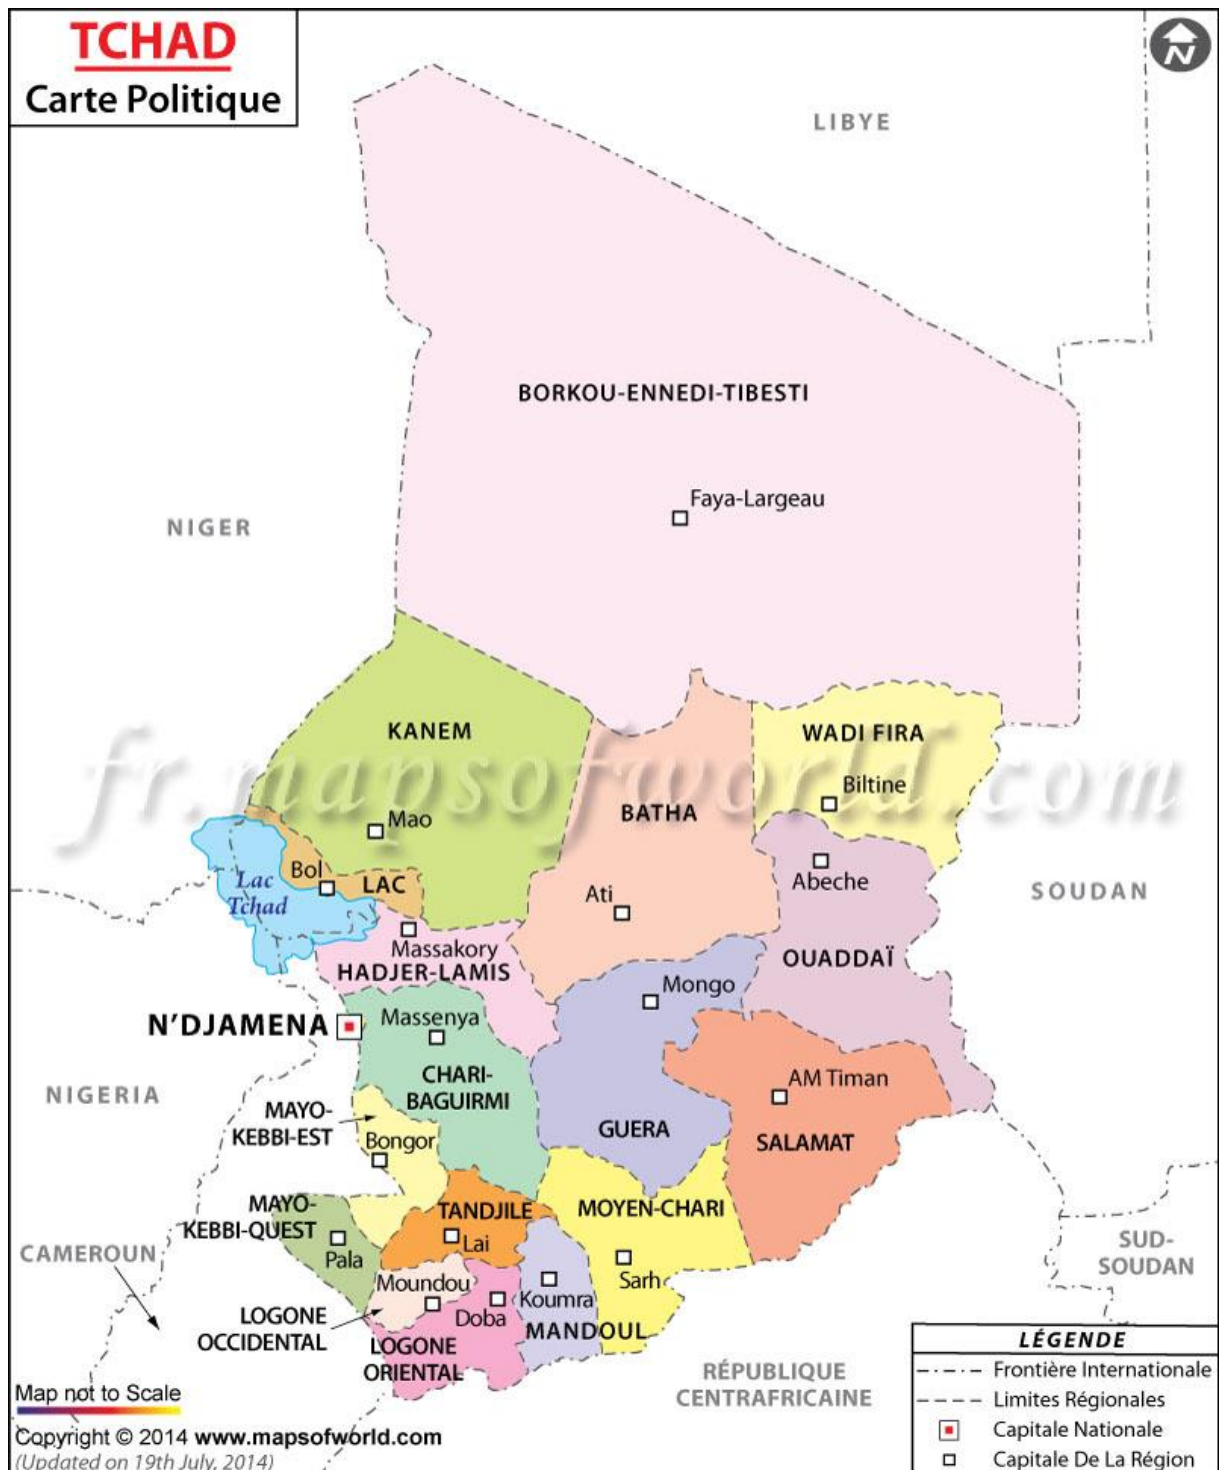 TCHAD
Carte Politique
N
LIBYE
BORKOU-ENNEDI-TIBESTI
Faya-Largeau
NIGER
KANEM
WADI FIRA
fr.mapsofworld.com
Biltine
BATHA
Mao
Bol
LAC
Lac
Tchad
Abeche
SOUDAN
Ati
Massakory
HADJER-LAMIS
OUADDAÏ
Mongo
N'DJAMENA
Massenya
CHARI-
BAGUIRMI
AM Timan
NIGERIA
MAYO-
KEBBI-EST
Bongor
GUERA
SALAMAT
MAYO-
KEBBI-QUEST
TANDJILE
MOYEN-CHARI
Lai
Pala
CAMEROUN
SUD-
SOUDAN
Moundou
Sarh
Koumra
Doba
LOGONE
OCCIDENTAL
MANDOUL
LOGONE
ORIENTAL
RÉPUBLIQUE
CENTRAFRICAINE
LÉGENDE
Frontière Internationale
Limites Régionales
Capitale Nationale
Capitale De La Région
Map not to Scale
Copyright © 2014 www.mapsofworld.com
(Updated on 19th July, 2014)